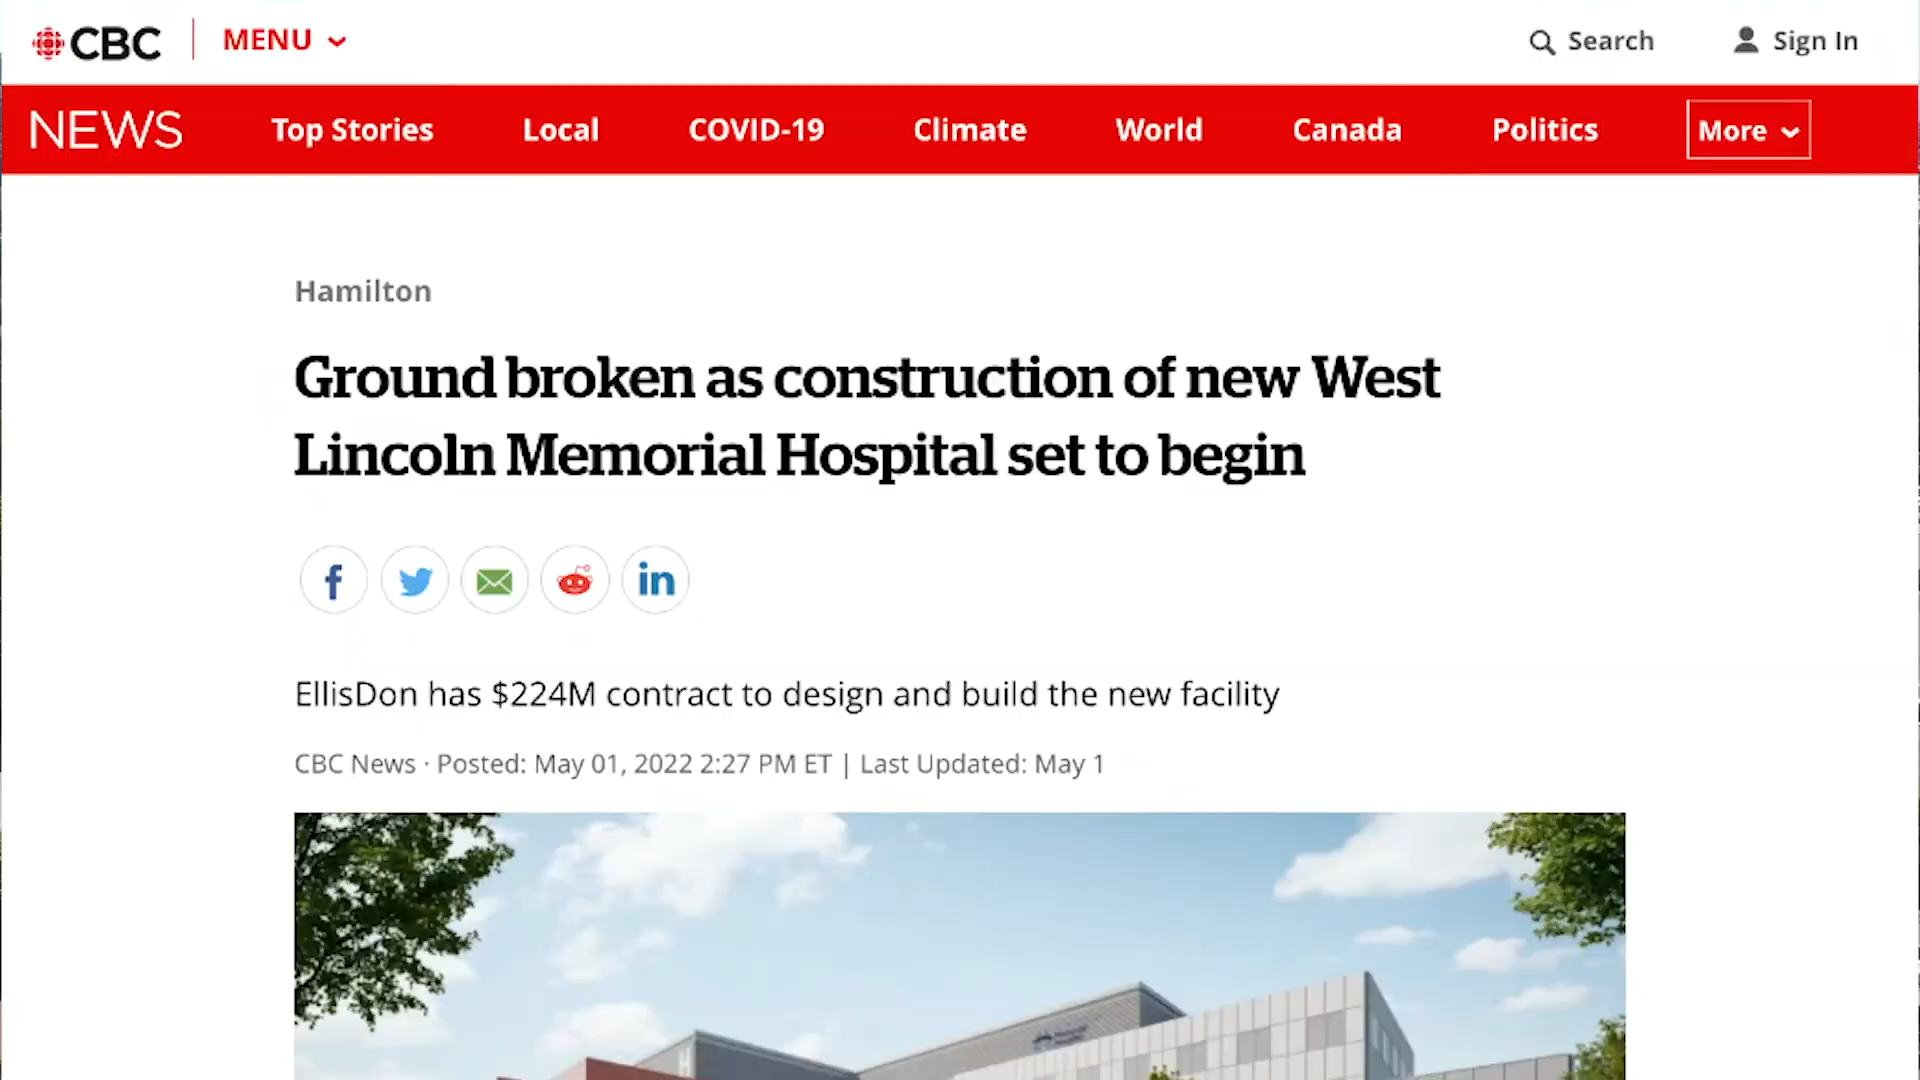 CBC MENU Search Sign In
NEWS Top Stories Local COVID-19 Climate World Canada Politics More
Hamilton
Ground broken as construction of new West
Lincoln Memorial Hospital set to begin
EllisDon has $224M contract to design and build the new facility
CBC News · Posted: May 01, 2022 2:27 PM ET | Last Updated: May 1